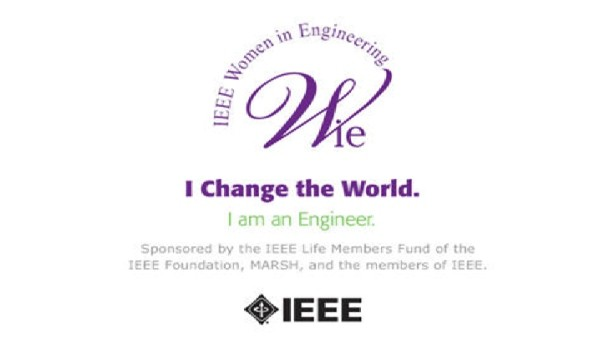 IEEE Women in Engineering
Wie
I Change the World.
I am an Engineer.
Sponsored by the IEEE Life Members Fund of the
IEEE Foundation, MARSH, and the members of IEEE.
IEEE